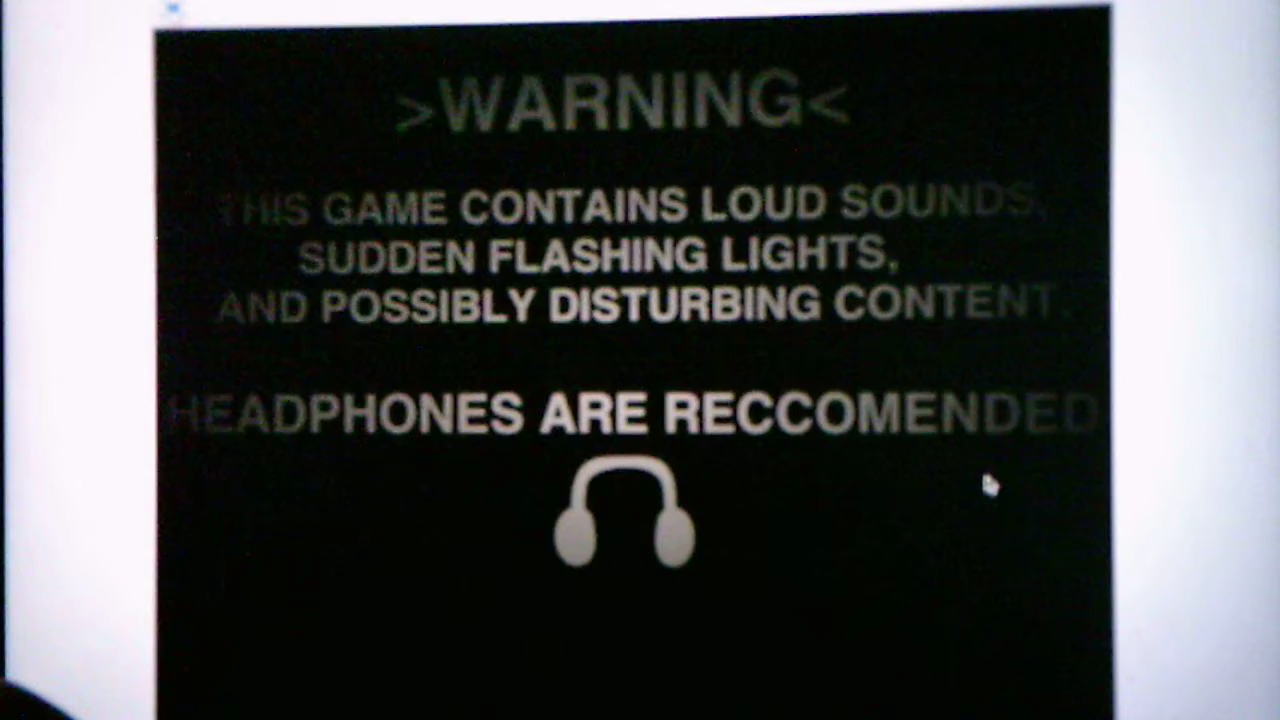 >WARNING<
THIS GAME CONTAINS LOUD SOUNDS,
SUDDEN FLASHING LIGHTS,
AND POSSIBLY DISTURBING CONTENT.
HEADPHONES ARE RECCOMENDED